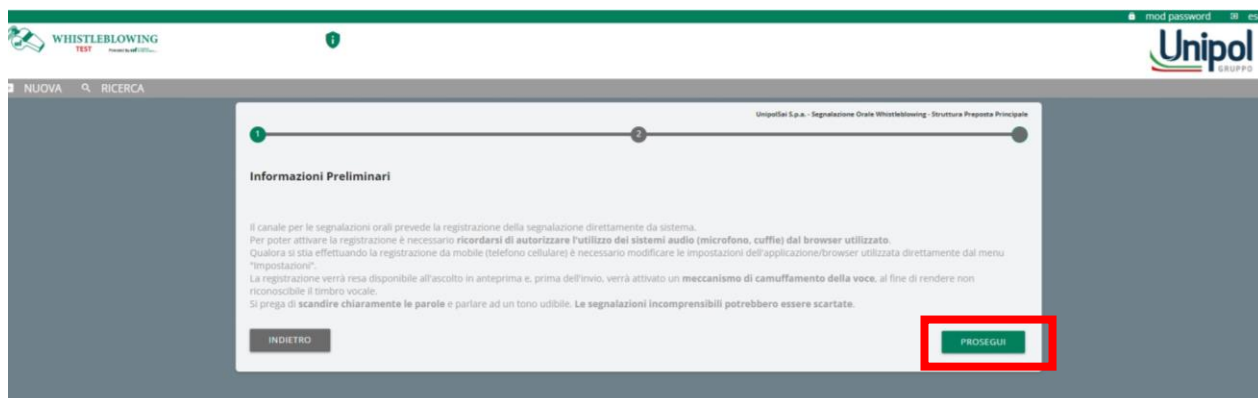 mod password es
WHISTLEBLOWING
TEST
Unipol
GRUPPO
NUOVA RICERCA
UnipolSai S.p.a. - Segnalazione Orale Whistleblowing - Struttura Preposta Principale
1 2
Informazioni Preliminari
Il canale per le segnalazioni orali prevede la registrazione della segnalazione direttamente da sistema.
Per poter attivare la registrazione è necessario ricordarsi di autorizzare l'utilizzo dei sistemi audio (microfono, cuffie) dal browser utilizzato.
Qualora si stia effettuando la registrazione da mobile (telefono cellulare) è necessario modificare le impostazioni dell'applicazione/browser utilizzata direttamente dal menu
"Impostazioni".
La registrazione verrà resa disponibile all'ascolto in anteprima e, prima dell'invio, verrà attivato un meccanismo di camuffamento della voce, al fine di rendere non
riconoscibile il timbro vocale.
Si prega di scandire chiaramente le parole e parlare ad un tono udibile. Le segnalazioni incomprensibili potrebbero essere scartate.
INDIETRO PROSEGUI